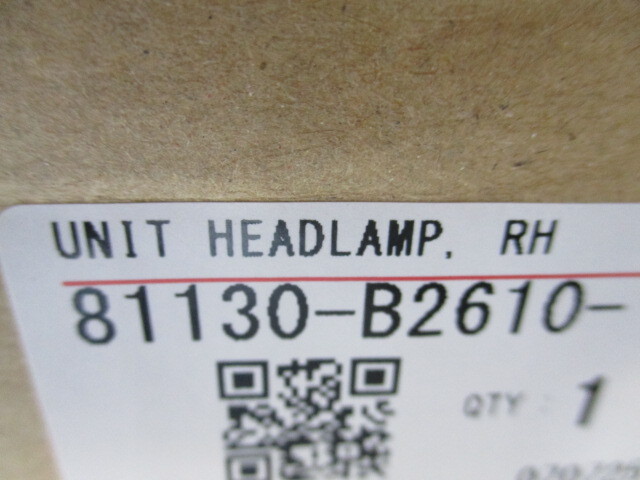 UNIT HEADLAMP, RH
81130-B2610-
QTY : 1